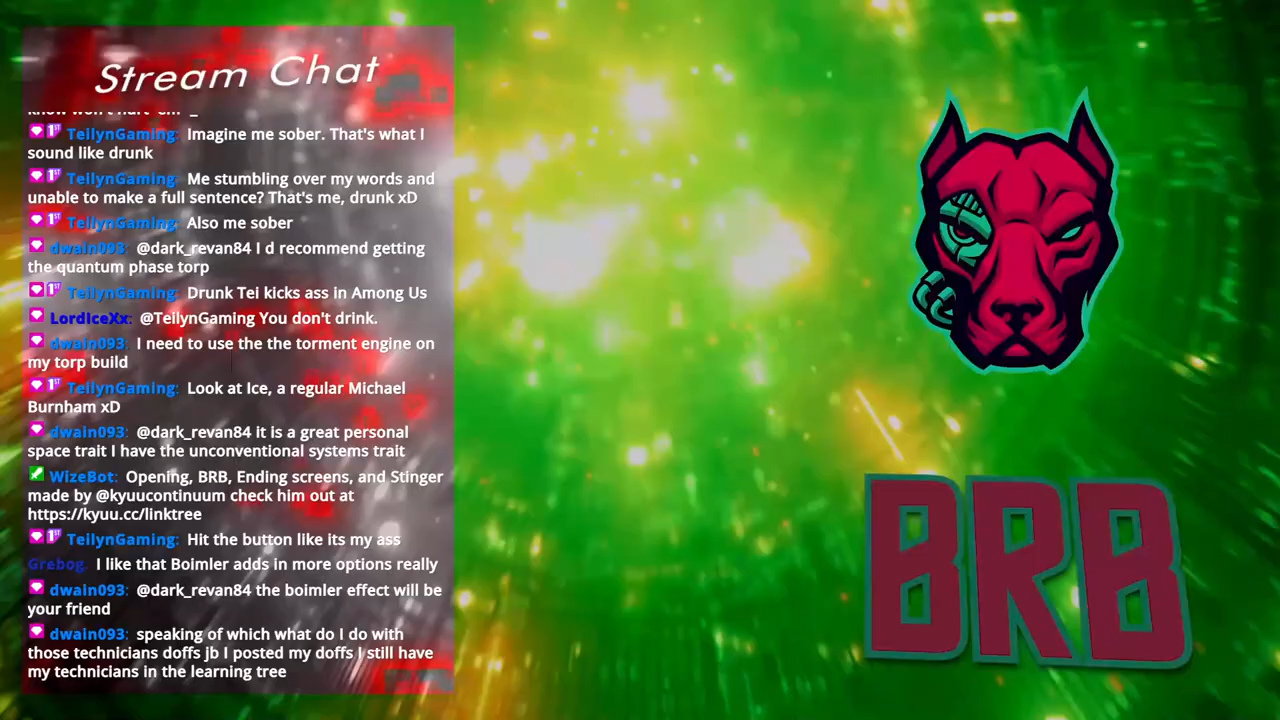 Stream Chat
know won't hurt em
TeilynGaming: Imagine me sober. That's what I
sound like drunk
TeilynGaming: Me stumbling over my words and
unable to make a full sentence? That's me, drunk xD
TeilynGaming: Also me sober
dwain093: @dark_revan84 I d recommend getting
the quantum phase torp
TeilynGaming: Drunk Tei kicks ass in Among Us
LordIceXx: @TeilynGaming You don't drink.
dwain093: I need to use the the torment engine on
my torp build
TeilynGaming: Look at Ice, a regular Michael
Burnham xD
dwain093: @dark_revan84 it is a great personal
space trait I have the unconventional systems trait
WizeBot: Opening, BRB, Ending screens, and Stinger
made by @kyuucontinuum check him out at
https://kyuu.cc/linktree
TeilynGaming: Hit the button like its my ass
Grebog: I like that Boimler adds in more options really
dwain093: @dark_revan84 the boimler effect will be
your friend
dwain093: speaking of which what do I do with
those technicians doffs jb I posted my doffs I still have
my technicians in the learning tree
BRB